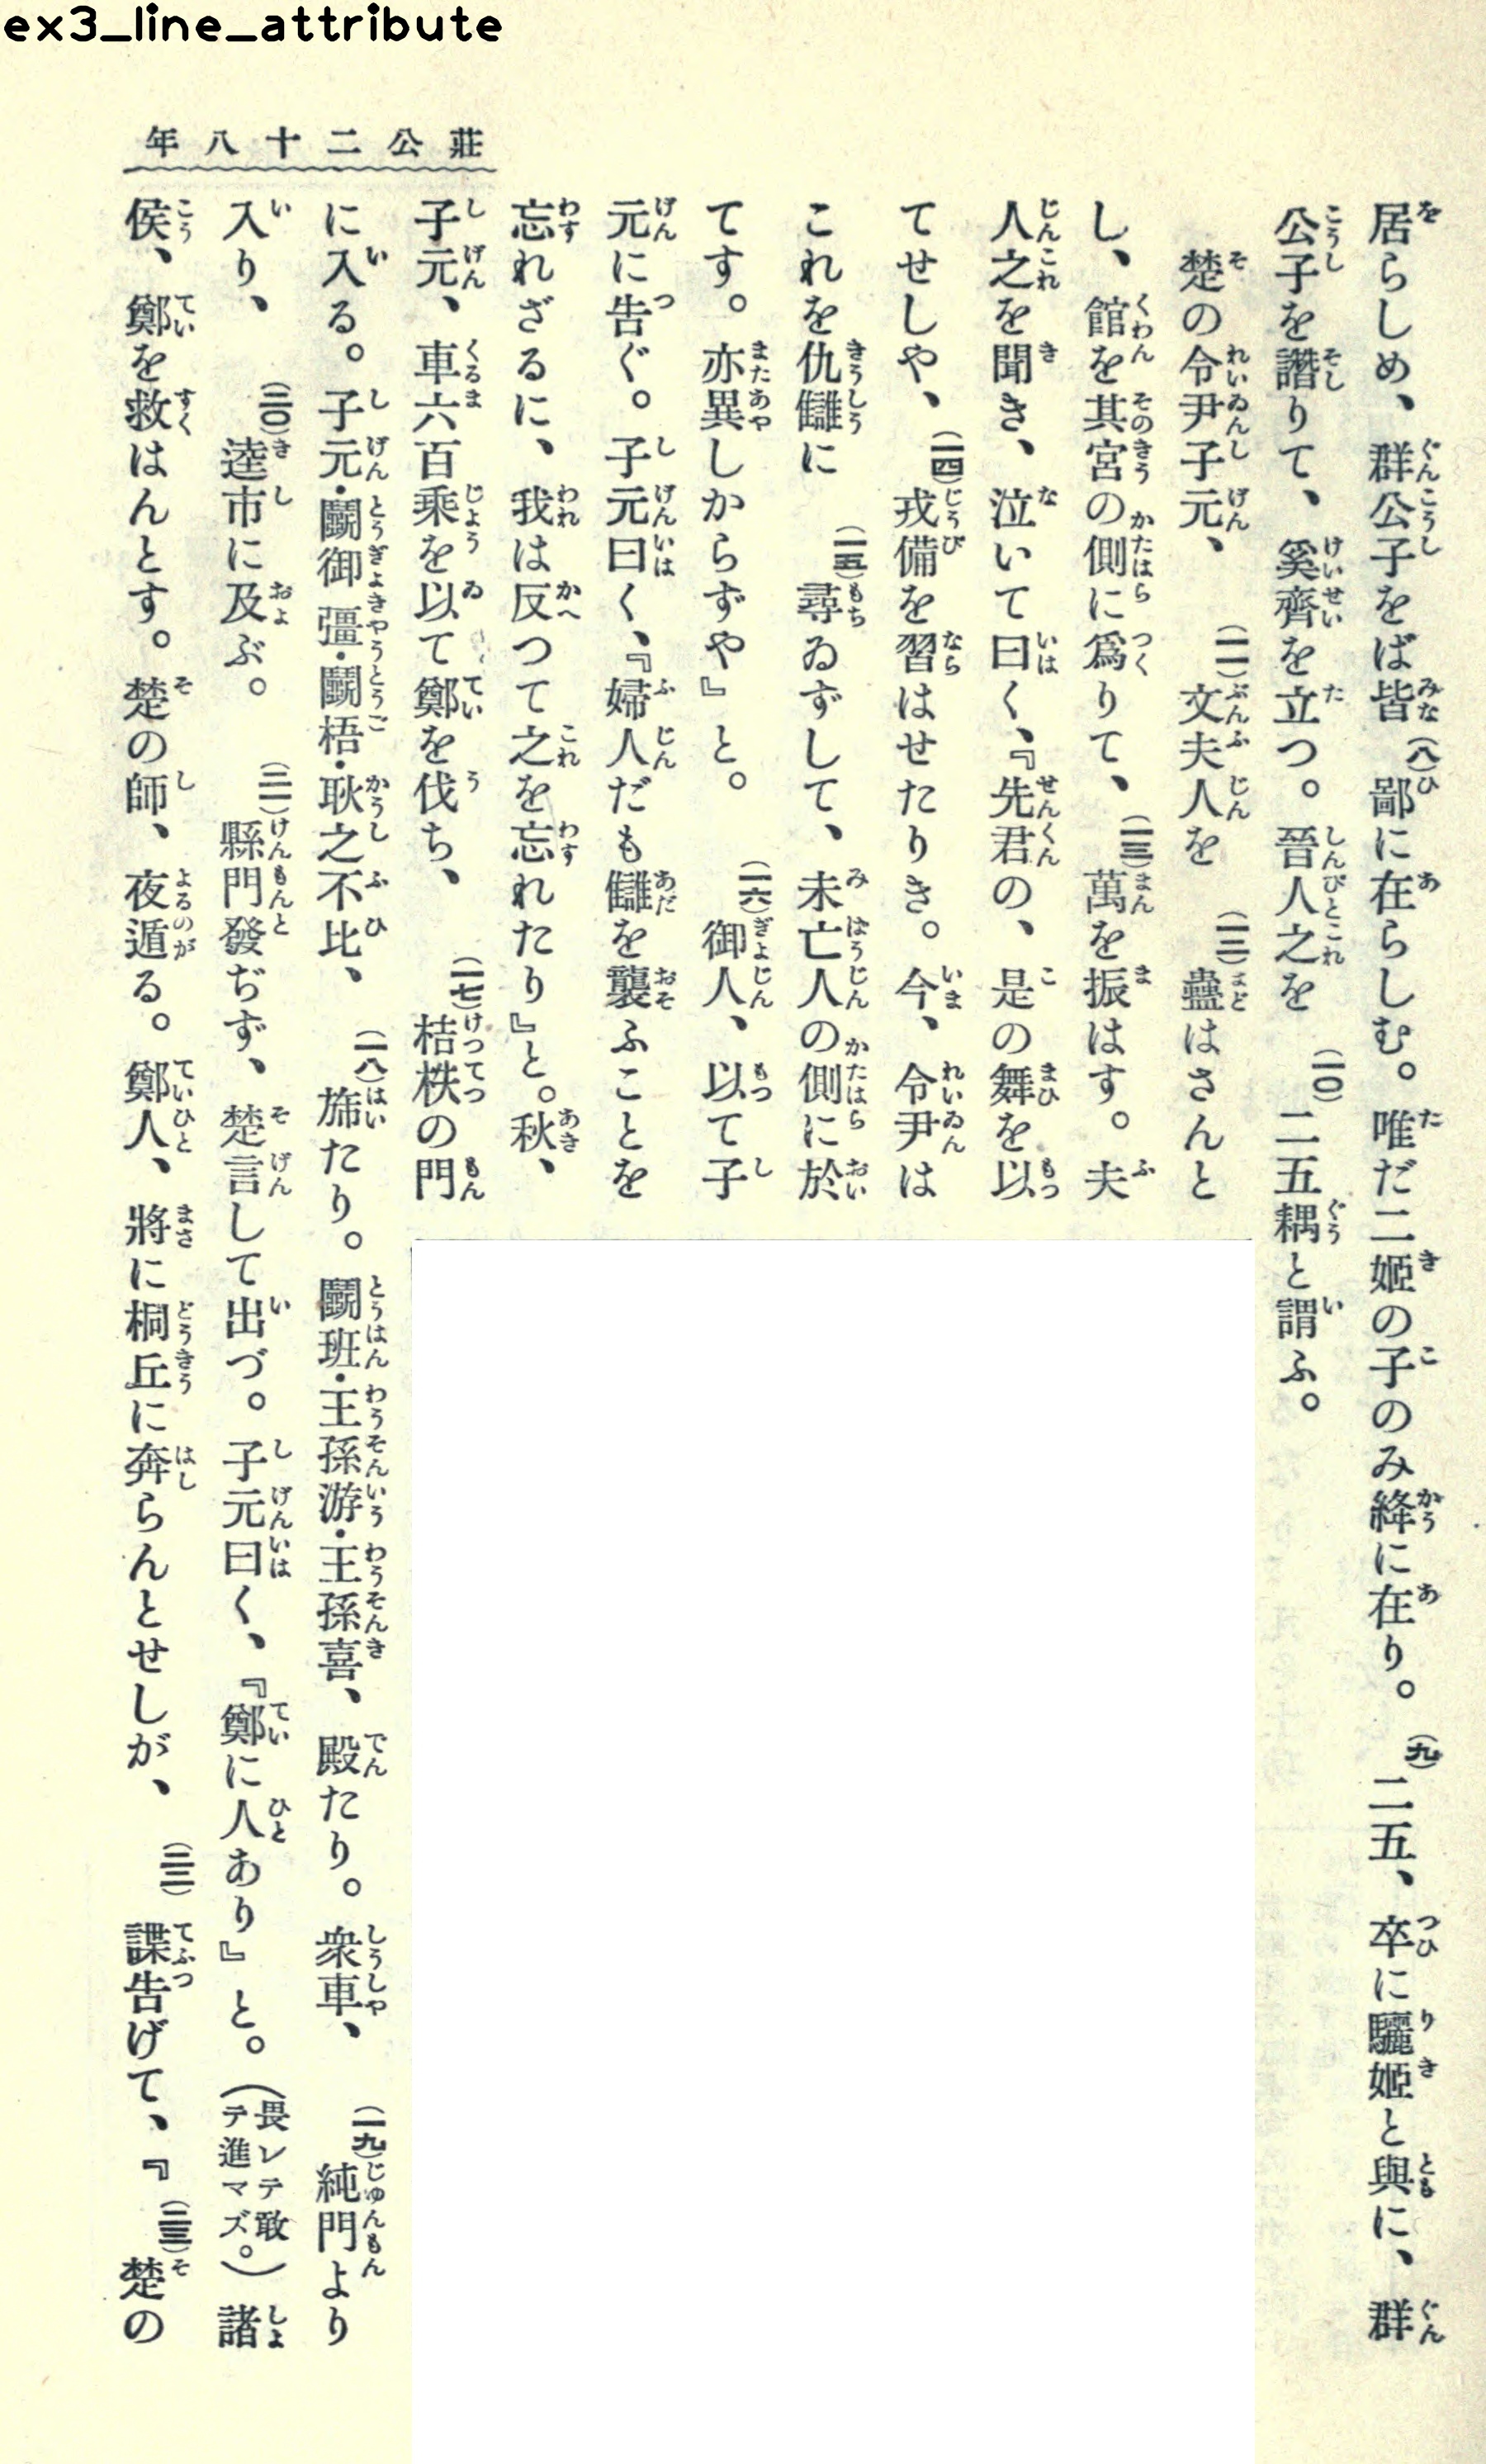 ex3_line_attribute
莊公二十八年
居らしめ、群公子をば皆(八)鄙に在らしむ。唯だ二姬の子のみ絳に在り。(九)二五、卒に驪姬と與に、群
公子を譖りて、奚齊を立つ。晉人之を(一〇)二五耦と謂ふ。
楚の令尹子元、(一一)文夫人を(一二)蠱はさんと
し、館を其宮の側に爲りて、(一三)萬を振はす。夫
人之を聞き、泣いて曰く、『先君の、是の舞を以
てせしや、(一四)戎備を習はせたりき。今、令尹は
これを仇讎に(一五)尋ゐずして、未亡人の側に於
てす。亦異しからずや』と。(一六)御人、以て子
元に告ぐ。子元曰く、『婦人だも讎を襲ふことを
忘れざるに、我は反つて之を忘れたり』と。秋、
子元、車六百乘を以て鄭を伐ち、(一七)桔柣の門
に入る。子元・鬭御彊・鬭梧・耿之不比、(一八)旆たり。鬭班・王孫游・王孫喜、殿たり。衆車、(一九)純門より
入り、(二〇)逵市に及ぶ。(二一)縣門發ぢず、楚言して出づ。子元曰く、『鄭に人あり』と。(畏レテ敢テ進マズ。)諸
侯、鄭を救はんとす。楚の師、夜遁る。鄭人、將に桐丘に奔らんとせしが、(二二)諜告げて、『(二三)楚の